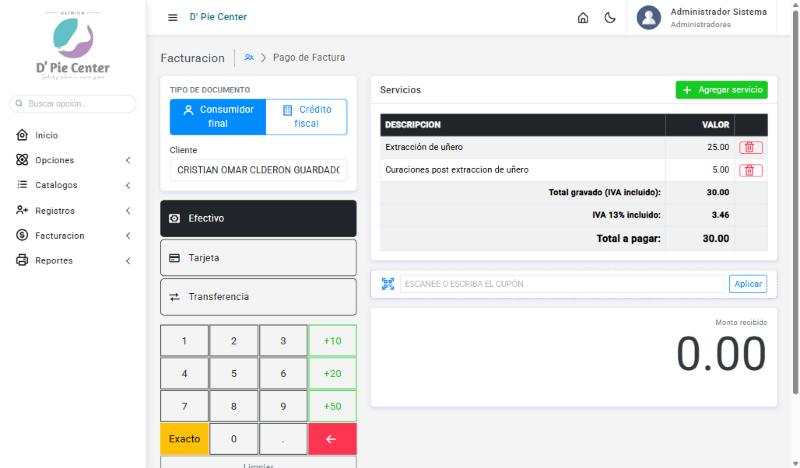 CLINICA
D' Pie Center
Buscar opción...
Inicio
Opciones
Catalogos
Registros
Facturacion
Reportes
D' Pie Center
Administrador Sistema
Administradores
Facturacion
Pago de Factura
TIPO DE DOCUMENTO
Consumidor final
Crédito fiscal
Cliente
CRISTIAN OMAR CLDERON GUARDADO
Efectivo
Tarjeta
Transferencia
1 2 3 +10
4 5 6 +20
7 8 9 +50
Exacto 0 . ←
Limpiar
Servicios
+ Agregar servicio
DESCRIPCION VALOR
Extracción de uñero 25.00
Curaciones post extraccion de uñero 5.00
Total gravado (IVA incluido): 30.00
IVA 13% incluido: 3.46
Total a pagar: 30.00
ESCANEE O ESCRIBA EL CUPÓN
Aplicar
Monto recibido
0.00